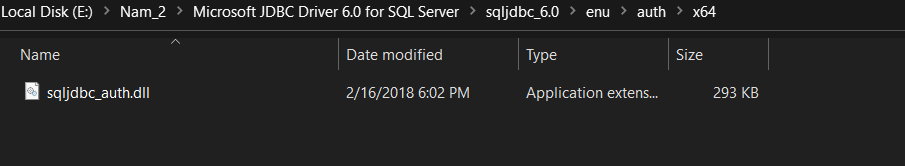 Local Disk (E:) > Nam_2 > Microsoft JDBC Driver 6.0 for SQL Server > sqljdbc_6.0 > enu > auth > x64
Name Date modified Type Size
sqljdbc_auth.dll 2/16/2018 6:02 PM Application extens... 293 KB